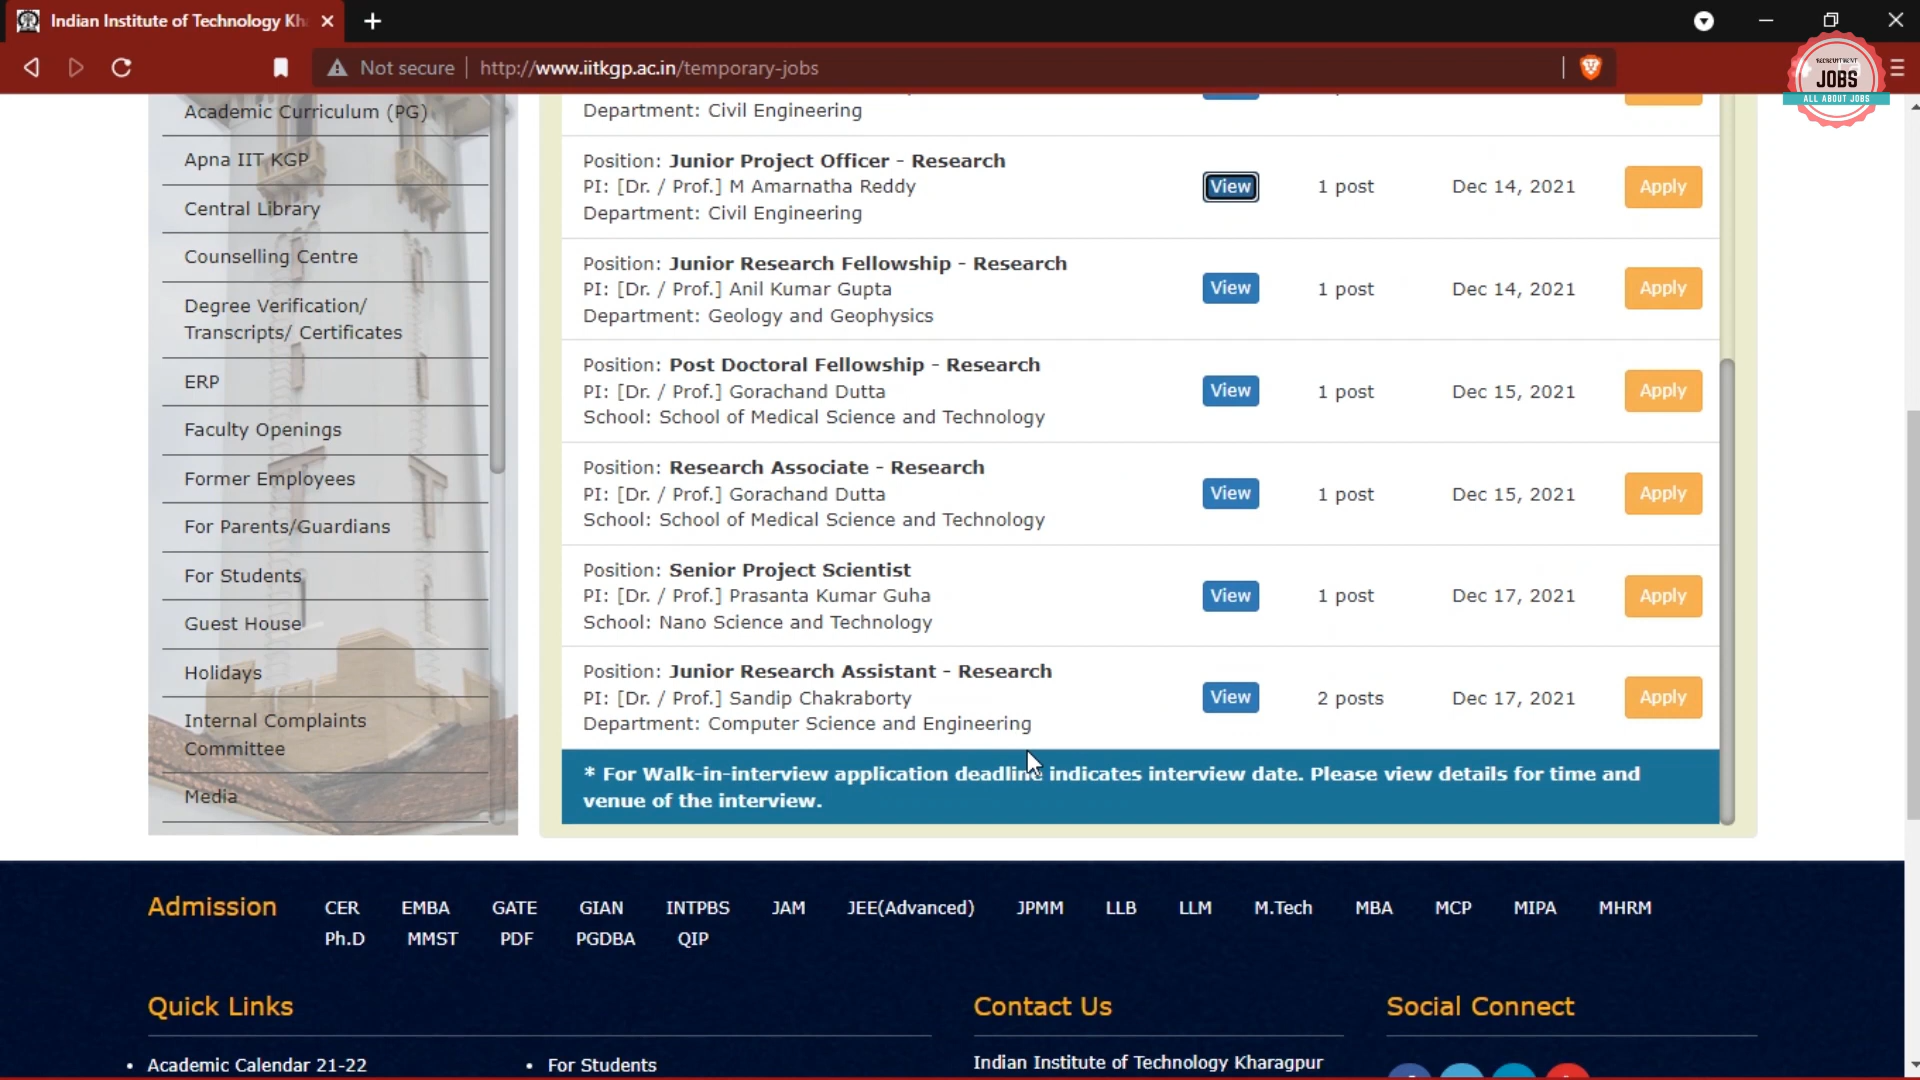 Indian Institute of Technology Kh
Not secure
http://www.iitkgp.ac.in/temporary-jobs
RECRUITMENT
JOBS
ALL ABOUT JOBS
Academic Curriculum (PG)
Apna IIT KGP
Central Library
Counselling Centre
Degree Verification/
Transcripts/ Certificates
ERP
Faculty Openings
Former Employees
For Parents/Guardians
For Students
Guest House
Holidays
Internal Complaints
Committee
Media
Department: Civil Engineering
Position: Junior Project Officer - Research
PI: [Dr. / Prof.] M Amarnatha Reddy
Department: Civil Engineering
View
1 post
Dec 14, 2021
Apply
Position: Junior Research Fellowship - Research
PI: [Dr. / Prof.] Anil Kumar Gupta
Department: Geology and Geophysics
View
1 post
Dec 14, 2021
Apply
Position: Post Doctoral Fellowship - Research
PI: [Dr. / Prof.] Gorachand Dutta
School: School of Medical Science and Technology
View
1 post
Dec 15, 2021
Apply
Position: Research Associate - Research
PI: [Dr. / Prof.] Gorachand Dutta
School: School of Medical Science and Technology
View
1 post
Dec 15, 2021
Apply
Position: Senior Project Scientist
PI: [Dr. / Prof.] Prasanta Kumar Guha
School: Nano Science and Technology
View
1 post
Dec 17, 2021
Apply
Position: Junior Research Assistant - Research
PI: [Dr. / Prof.] Sandip Chakraborty
Department: Computer Science and Engineering
View
2 posts
Dec 17, 2021
Apply
* For Walk-in-interview application deadline indicates interview date. Please view details for time and
venue of the interview.
Admission
CER EMBA GATE GIAN INTPBS JAM JEE(Advanced) JPMM LLB LLM M.Tech MBA MCP MIPA MHRM
Ph.D MMST PDF PGDBA QIP
Quick Links
• Academic Calendar 21-22
• For Students
Contact Us
Indian Institute of Technology Kharagpur
Social Connect